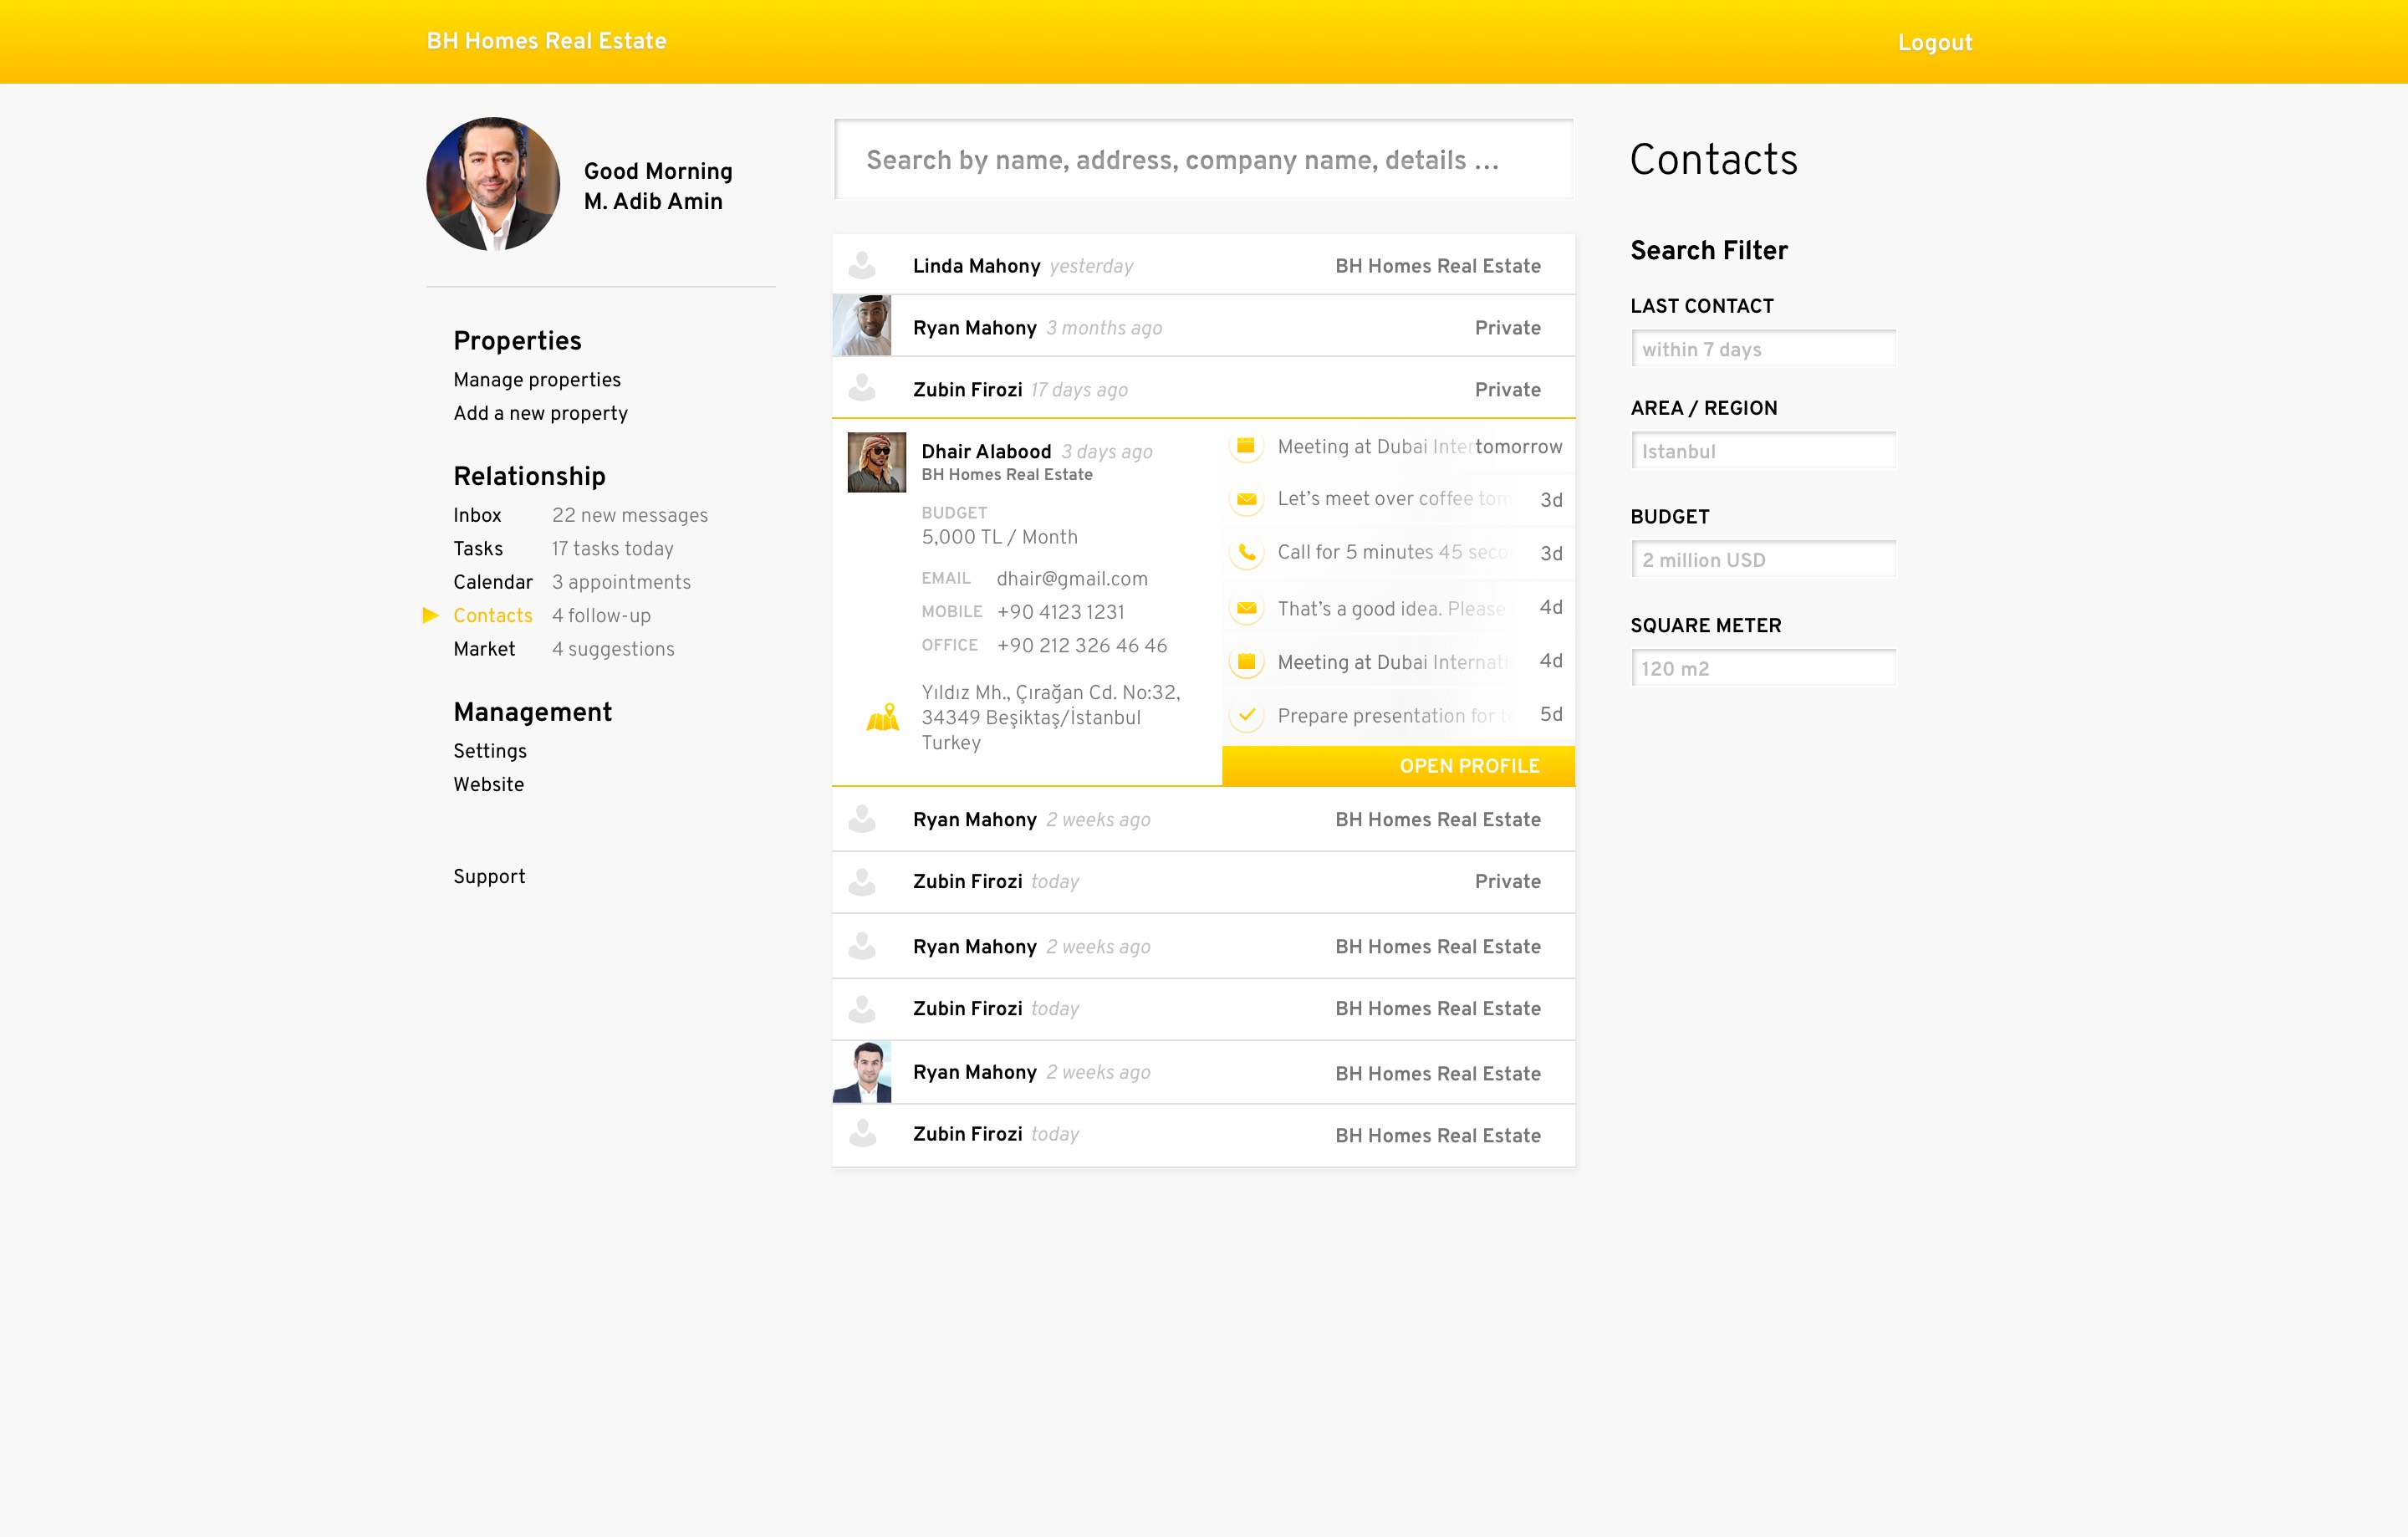 BH Homes Real Estate
Logout
Good Morning
M. Adib Amin
Properties
Manage properties
Add a new property
Relationship
Inbox 22 new messages
Tasks 17 tasks today
Calendar 3 appointments
Contacts 4 follow-up
Market 4 suggestions
Management
Settings
Website
Support
Search by name, address, company name, details ...
Linda Mahony yesterday BH Homes Real Estate
Ryan Mahony 3 months ago Private
Zubin Firozi 17 days ago Private
Dhair Alabood 3 days ago
BH Homes Real Estate
BUDGET
5,000 TL / Month
EMAIL dhair@gmail.com
MOBILE +90 4123 1231
OFFICE +90 212 326 46 46
Yıldız Mh., Çırağan Cd. No:32,
34349 Beşiktaş/İstanbul
Turkey
Meeting at Dubai Inter tomorrow
Let's meet over coffee tom 3d
Call for 5 minutes 45 seco 3d
That's a good idea. Please 4d
Meeting at Dubai Internati 4d
Prepare presentation for to 5d
OPEN PROFILE
Ryan Mahony 2 weeks ago BH Homes Real Estate
Zubin Firozi today Private
Ryan Mahony 2 weeks ago BH Homes Real Estate
Zubin Firozi today BH Homes Real Estate
Ryan Mahony 2 weeks ago BH Homes Real Estate
Zubin Firozi today BH Homes Real Estate
Contacts
Search Filter
LAST CONTACT
within 7 days
AREA / REGION
Istanbul
BUDGET
2 million USD
SQUARE METER
120 m2